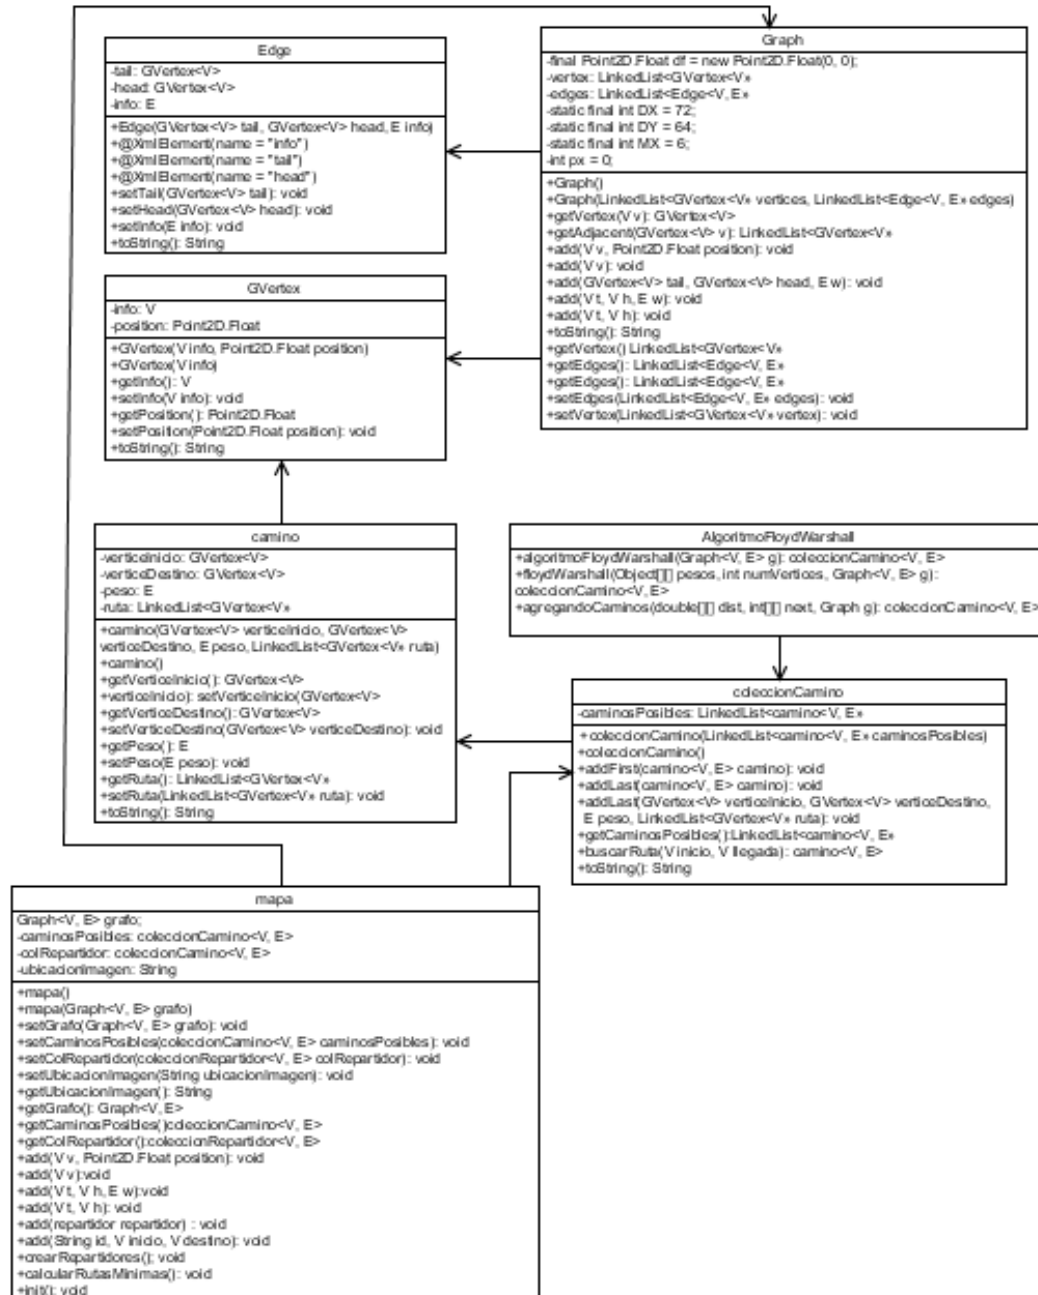 Edge
-tail: GVertex<V>
-head: GVertex<V>
-info: E
+Edge(GVertex<V> tail, GVertex<V> head, E info)
+@XmlElement(name = "info")
+@XmlElement(name = "tail")
+@XmlElement(name = "head")
+setTail(GVertex<V> tail): void
+setHead(GVertex<V> head): void
+setInfo(E info): void
+toString(): String
Graph
-final Point2D.Float df = new Point2D.Float(0, 0);
-vertex: LinkedList<GVertex<V»
-edges: LinkedList<Edge<V, E»
-static final int DX = 72;
-static final int DY = 64;
-static final int MX = 6;
-int px = 0;
+Graph()
+Graph(LinkedList<GVertex<V» vertices, LinkedList<Edge<V, E» edges)
+getVertex(V v): GVertex<V>
+getAdjacent(GVertex<V> v): LinkedList<GVertex<V»
+add(V v, Point2D.Float position): void
+add(V v): void
+add(GVertex<V> tail, GVertex<V> head, E w): void
+add(V t, V h, E w): void
+add(V t, V h): void
+toString(): String
+getVertex() LinkedList<GVertex<V»
+getEdges(): LinkedList<Edge<V, E»
+getEdges(): LinkedList<Edge<V, E»
+setEdges(LinkedList<Edge<V, E» edges): void
+setVertex(LinkedList<GVertex<V» vertex): void
GVertex
-info: V
-position: Point2D.Float
+GVertex(V info, Point2D.Float position)
+GVertex(V info)
+getInfo(): V
+setInfo(V info): void
+getPosition(): Point2D.Float
+setPosition(Point2D.Float position): void
+toString(): String
camino
-verticeInicio: GVertex<V>
-verticeDestino: GVertex<V>
-peso: E
-ruta: LinkedList<GVertex<V»
+camino(GVertex<V> verticeInicio, GVertex<V>
verticeDestino, E peso, LinkedList<GVertex<V» ruta)
+camino()
+getVerticeInicio(): GVertex<V>
+verticeInicio): setVerticeInicio(GVertex<V>
+getVerticeDestino(): GVertex<V>
+setVerticeDestino(GVertex<V> verticeDestino): void
+getPeso(): E
+setPeso(E peso): void
+getRuta(): LinkedList<GVertex<V»
+setRuta(LinkedList<GVertex<V» ruta): void
+toString(): String
AlgoritmoFloydWarshall
+algoritmoFloydWarshall(Graph<V, E> g): coleccionCamino<V, E>
+floydWarshall(Object[][] pesos, int numVertices, Graph<V, E> g):
coleccionCamino<V, E>
+agregandoCaminos(double[][] dist, int[][] next, Graph g): coleccionCamino<V, E>
coleccionCamino
-caminosPosibles: LinkedList<camino<V, E»
+coleccionCamino(LinkedList<camino<V, E» caminosPosibles)
+coleccionCamino()
+addFirst(camino<V, E> camino): void
+addLast(camino<V, E> camino): void
+addLast(GVertex<V> verticeInicio, GVertex<V> verticeDestino,
E peso, LinkedList<GVertex<V» ruta): void
+getCaminosPosibles():LinkedList<camino<V, E»
+buscarRuta(V inicio, V llegada): camino<V, E>
+toString(): String
mapa
Graph<V, E> grafo;
-caminosPosibles: coleccionCamino<V, E>
-colRepartidor: coleccionCamino<V, E>
-ubicacionImagen: String
+mapa()
+mapa(Graph<V, E> grafo)
+setGrafo(Graph<V, E> grafo): void
+setCaminosPosibles(coleccionCamino<V, E> caminosPosibles): void
+setColRepartidor(coleccionRepartidor<V, E> colRepartidor): void
+setUbicacionImagen(String ubicacionImagen): void
+getUbicacionImagen(): String
+getGrafo(): Graph<V, E>
+getCaminosPosibles()coleccionCamino<V, E>
+getColRepartidor():coleccionRepartidor<V, E>
+add(V v, Point2D.Float position): void
+add(V v):void
+add(V t, V h, E w):void
+add(V t, V h): void
+add(repartidor repartidor) : void
+add(String id, V inicio, V destino): void
+crearRepartidores(); void
+calcularRutasMinimas(): void
+init(): void